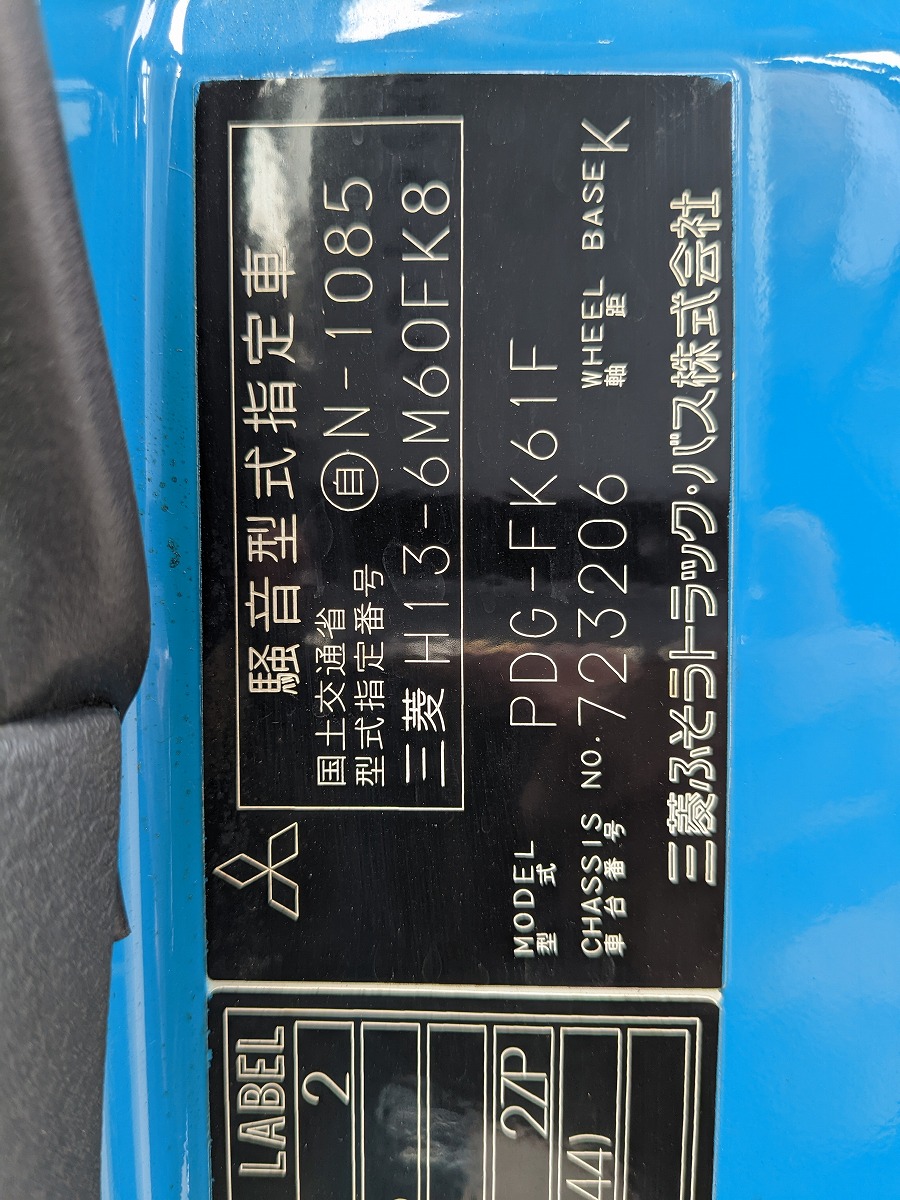 騒音型式指定車
国土交通省
型式指定番号
自N-1085
三菱 H13-6M60FK8
MODEL PDG-FK61F
型式
CHASSIS NO. 723206 WHEEL BASE K
車台番号 軸距
三菱ふそうトラック・バス株式会社
LABEL
2
27P
44)